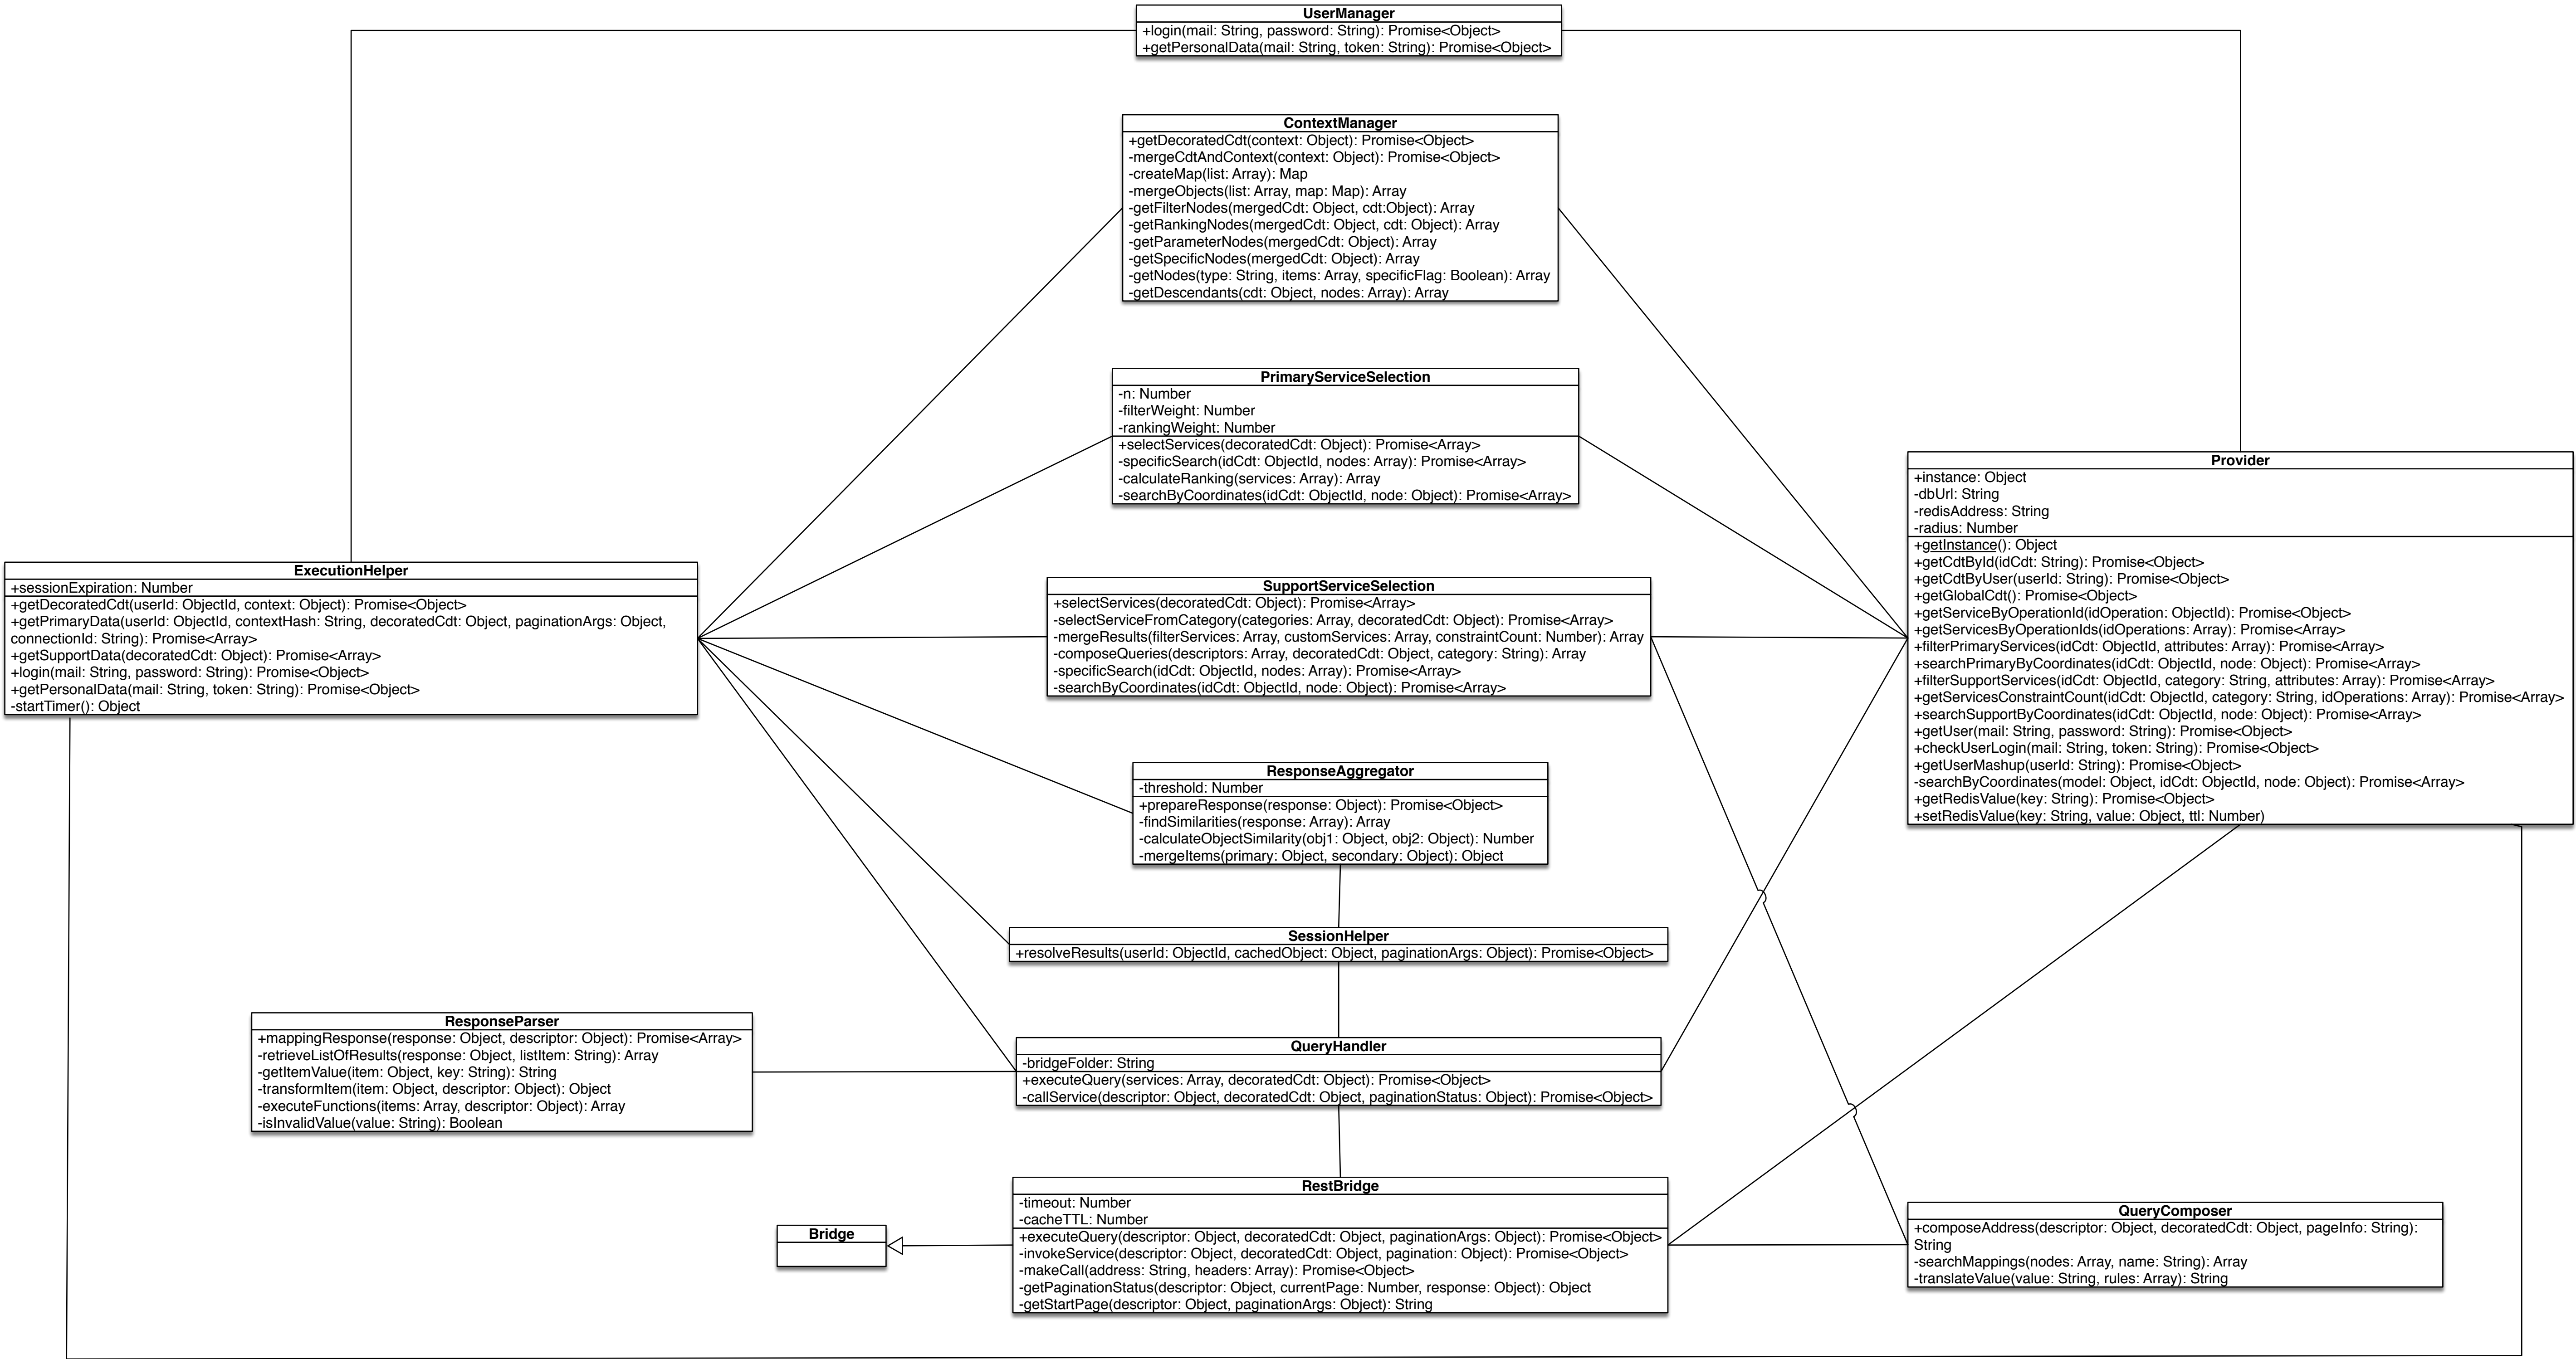 UserManager
+login(mail: String, password: String): Promise<Object>
+getPersonalData(mail: String, token: String): Promise<Object>
ContextManager
+getDecoratedCdt(context: Object): Promise<Object>
-mergeCdtAndContext(context: Object): Promise<Object>
-createMap(list: Array): Map
-mergeObjects(list: Array, map: Map): Array
-getFilterNodes(mergedCdt: Object, cdt:Object): Array
-getRankingNodes(mergedCdt: Object, cdt: Object): Array
-getParameterNodes(mergedCdt: Object): Array
-getSpecificNodes(mergedCdt: Object): Array
-getNodes(type: String, items: Array, specificFlag: Boolean): Array
-getDescendants(cdt: Object, nodes: Array): Array
PrimaryServiceSelection
-n: Number
-filterWeight: Number
-rankingWeight: Number
+selectServices(decoratedCdt: Object): Promise<Array>
-specificSearch(idCdt: ObjectId, nodes: Array): Promise<Array>
-calculateRanking(services: Array): Array
-searchByCoordinates(idCdt: ObjectId, node: Object): Promise<Array>
Provider
+instance: Object
-dbUrl: String
-redisAddress: String
-radius: Number
+getInstance(): Object
+getCdtById(idCdt: String): Promise<Object>
+getCdtByUser(userId: String): Promise<Object>
+getGlobalCdt(): Promise<Object>
+getServiceByOperationId(idOperation: ObjectId): Promise<Object>
+getServicesByOperationIds(idOperations: Array): Promise<Array>
+filterPrimaryServices(idCdt: ObjectId, attributes: Array): Promise<Array>
+searchPrimaryByCoordinates(idCdt: ObjectId, node: Object): Promise<Array>
+filterSupportServices(idCdt: ObjectId, category: String, attributes: Array): Promise<Array>
+getServicesConstraintCount(idCdt: ObjectId, category: String, idOperations: Array): Promise<Array>
+searchSupportByCoordinates(idCdt: ObjectId, node: Object): Promise<Array>
+getUser(mail: String, password: String): Promise<Object>
+checkUserLogin(mail: String, token: String): Promise<Object>
+getUserMashup(userId: String): Promise<Object>
-searchByCoordinates(model: Object, idCdt: ObjectId, node: Object): Promise<Array>
+getRedisValue(key: String): Promise<Object>
+setRedisValue(key: String, value: Object, ttl: Number)
ExecutionHelper
+sessionExpiration: Number
+getDecoratedCdt(userId: ObjectId, context: Object): Promise<Object>
+getPrimaryData(userId: ObjectId, contextHash: String, decoratedCdt: Object, paginationArgs: Object,
connectionId: String): Promise<Array>
+getSupportData(decoratedCdt: Object): Promise<Array>
+login(mail: String, password: String): Promise<Object>
+getPersonalData(mail: String, token: String): Promise<Object>
-startTimer(): Object
SupportServiceSelection
+selectServices(decoratedCdt: Object): Promise<Array>
-selectServiceFromCategory(categories: Array, decoratedCdt: Object): Promise<Array>
-mergeResults(filterServices: Array, customServices: Array, constraintCount: Number): Array
-composeQueries(descriptors: Array, decoratedCdt: Object, category: String): Array
-specificSearch(idCdt: ObjectId, nodes: Array): Promise<Array>
-searchByCoordinates(idCdt: ObjectId, node: Object): Promise<Array>
ResponseAggregator
-threshold: Number
+prepareResponse(response: Object): Promise<Object>
-findSimilarities(response: Array): Array
-calculateObjectSimilarity(obj1: Object, obj2: Object): Number
-mergeItems(primary: Object, secondary: Object): Object
SessionHelper
+resolveResults(userId: ObjectId, cachedObject: Object, paginationArgs: Object): Promise<Object>
ResponseParser
+mappingResponse(response: Object, descriptor: Object): Promise<Array>
-retrieveListOfResults(response: Object, listItem: String): Array
-getItemValue(item: Object, key: String): String
-transformItem(item: Object, descriptor: Object): Object
-executeFunctions(items: Array, descriptor: Object): Array
-isInvalidValue(value: String): Boolean
QueryHandler
-bridgeFolder: String
+executeQuery(services: Array, decoratedCdt: Object): Promise<Object>
-callService(descriptor: Object, decoratedCdt: Object, paginationStatus: Object): Promise<Object>
Bridge
RestBridge
-timeout: Number
-cacheTTL: Number
+executeQuery(descriptor: Object, decoratedCdt: Object, paginationArgs: Object): Promise<Object>
-invokeService(descriptor: Object, decoratedCdt: Object, pagination: Object): Promise<Object>
-makeCall(address: String, headers: Array): Promise<Object>
-getPaginationStatus(descriptor: Object, currentPage: Number, response: Object): Object
-getStartPage(descriptor: Object, paginationArgs: Object): String
QueryComposer
+composeAddress(descriptor: Object, decoratedCdt: Object, pageInfo: String):
String
-searchMappings(nodes: Array, name: String): Array
-translateValue(value: String, rules: Array): String